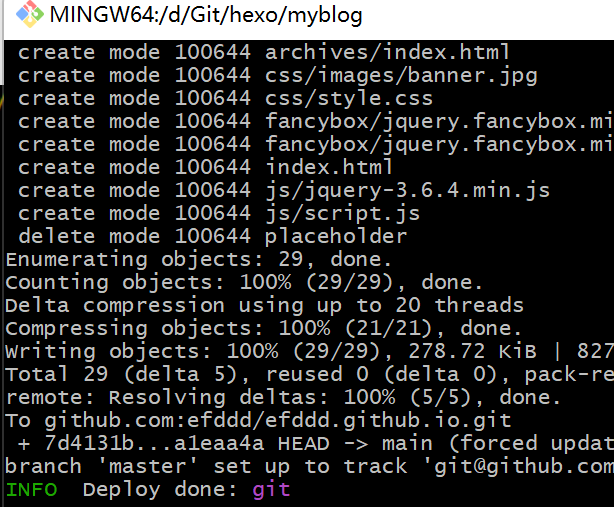 MINGW64:/d/Git/hexo/myblog
create mode 100644 archives/index.html
create mode 100644 css/images/banner.jpg
create mode 100644 css/style.css
create mode 100644 fancybox/jquery.fancybox.mi
create mode 100644 fancybox/jquery.fancybox.mi
create mode 100644 index.html
create mode 100644 js/jquery-3.6.4.min.js
create mode 100644 js/script.js
delete mode 100644 placeholder
Enumerating objects: 29, done.
Counting objects: 100% (29/29), done.
Delta compression using up to 20 threads
Compressing objects: 100% (21/21), done.
Writing objects: 100% (29/29), 278.72 KiB | 827
Total 29 (delta 5), reused 0 (delta 0), pack-re
remote: Resolving deltas: 100% (5/5), done.
To github.com:efddd/efddd.github.io.git
+ 7d4131b...a1eaa4a HEAD -> main (forced updat
branch 'master' set up to track 'git@github.com
INFO  Deploy done: git